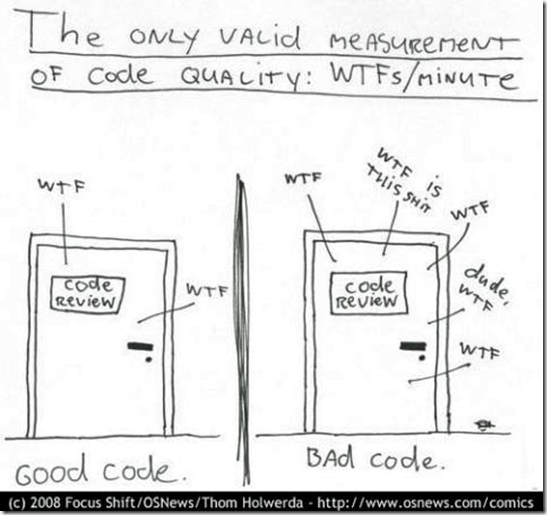 The ONLY VALID MEASUREMENT
OF CODE QUALITY: WTFs/MINUTE
WTF
CODE
REVIEW
WTF
GOOD CODE.
WTF
WTF IS
THIS SHIT
WTF
CODE
REVIEW
dude,
WTF
WTF
BAD CODE.
(c) 2008 Focus Shift/OSNews/Thom Holwerda - http://www.osnews.com/comics